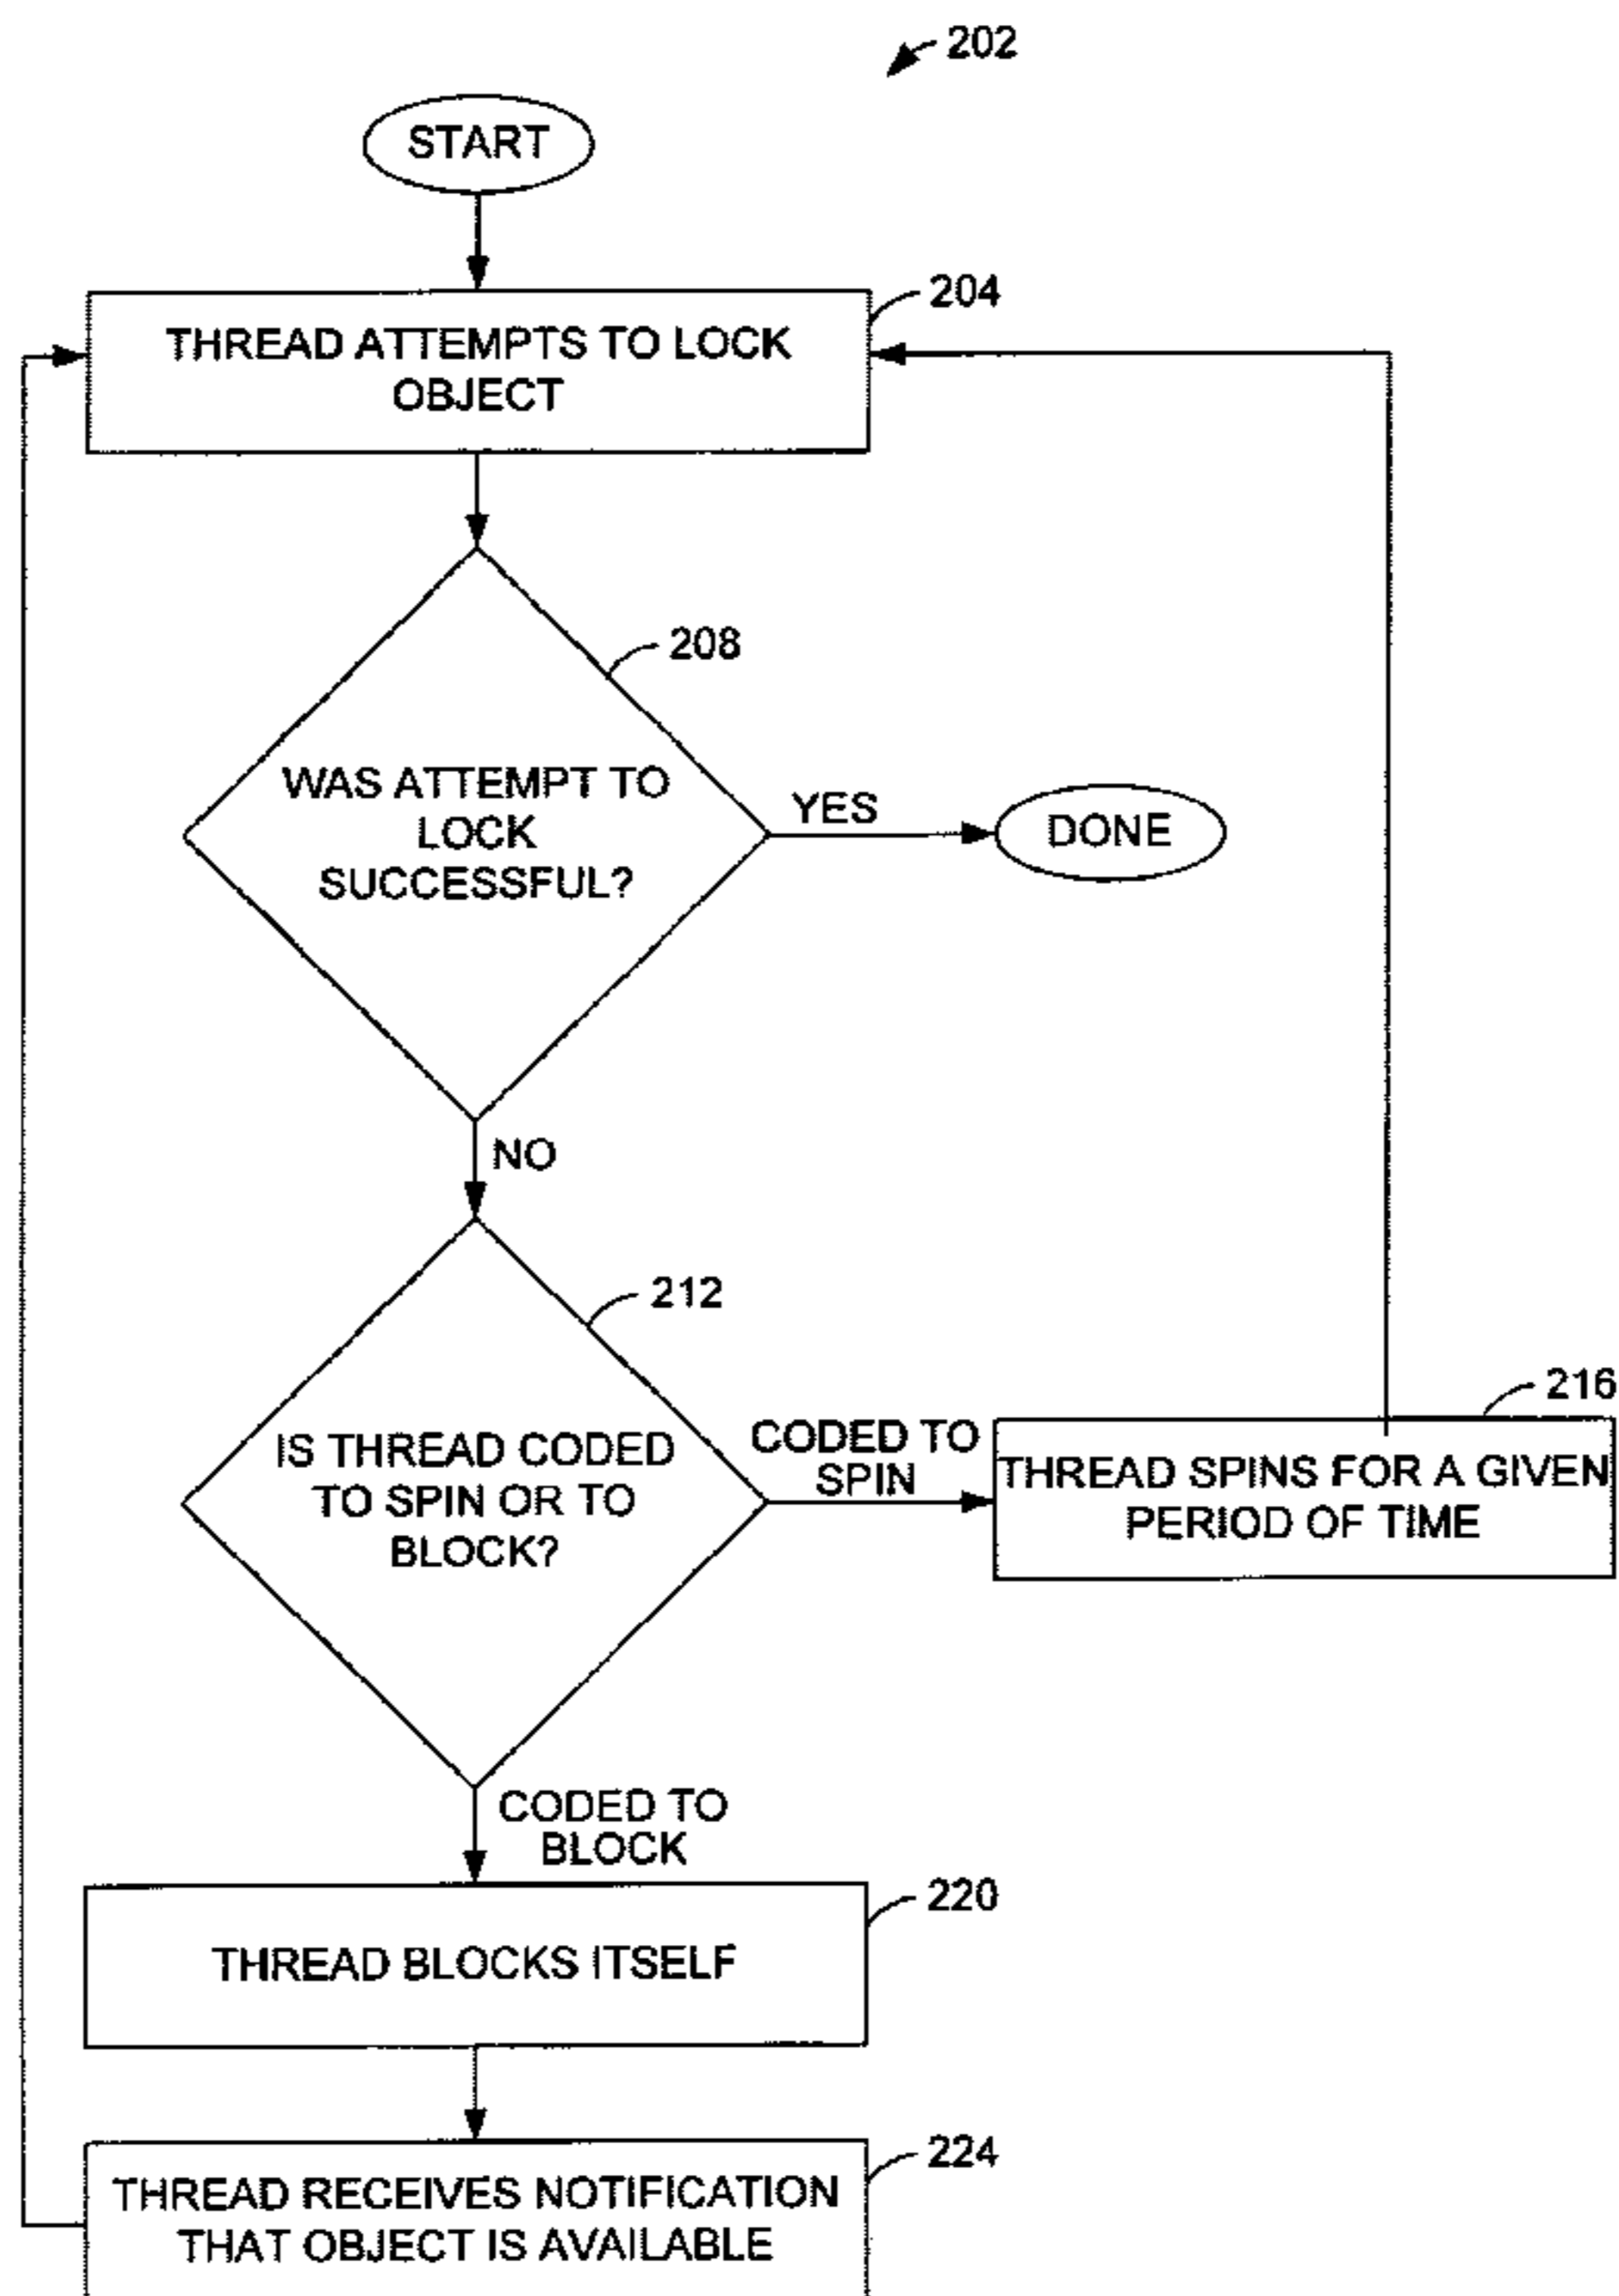 202
START
204
THREAD ATTEMPTS TO LOCK
OBJECT
208
WAS ATTEMPT TO
LOCK
SUCCESSFUL?
YES
DONE
NO
212
IS THREAD CODED
TO SPIN OR TO
BLOCK?
CODED TO
SPIN
216
THREAD SPINS FOR A GIVEN
PERIOD OF TIME
CODED TO
BLOCK
220
THREAD BLOCKS ITSELF
224
THREAD RECEIVES NOTIFICATION
THAT OBJECT IS AVAILABLE